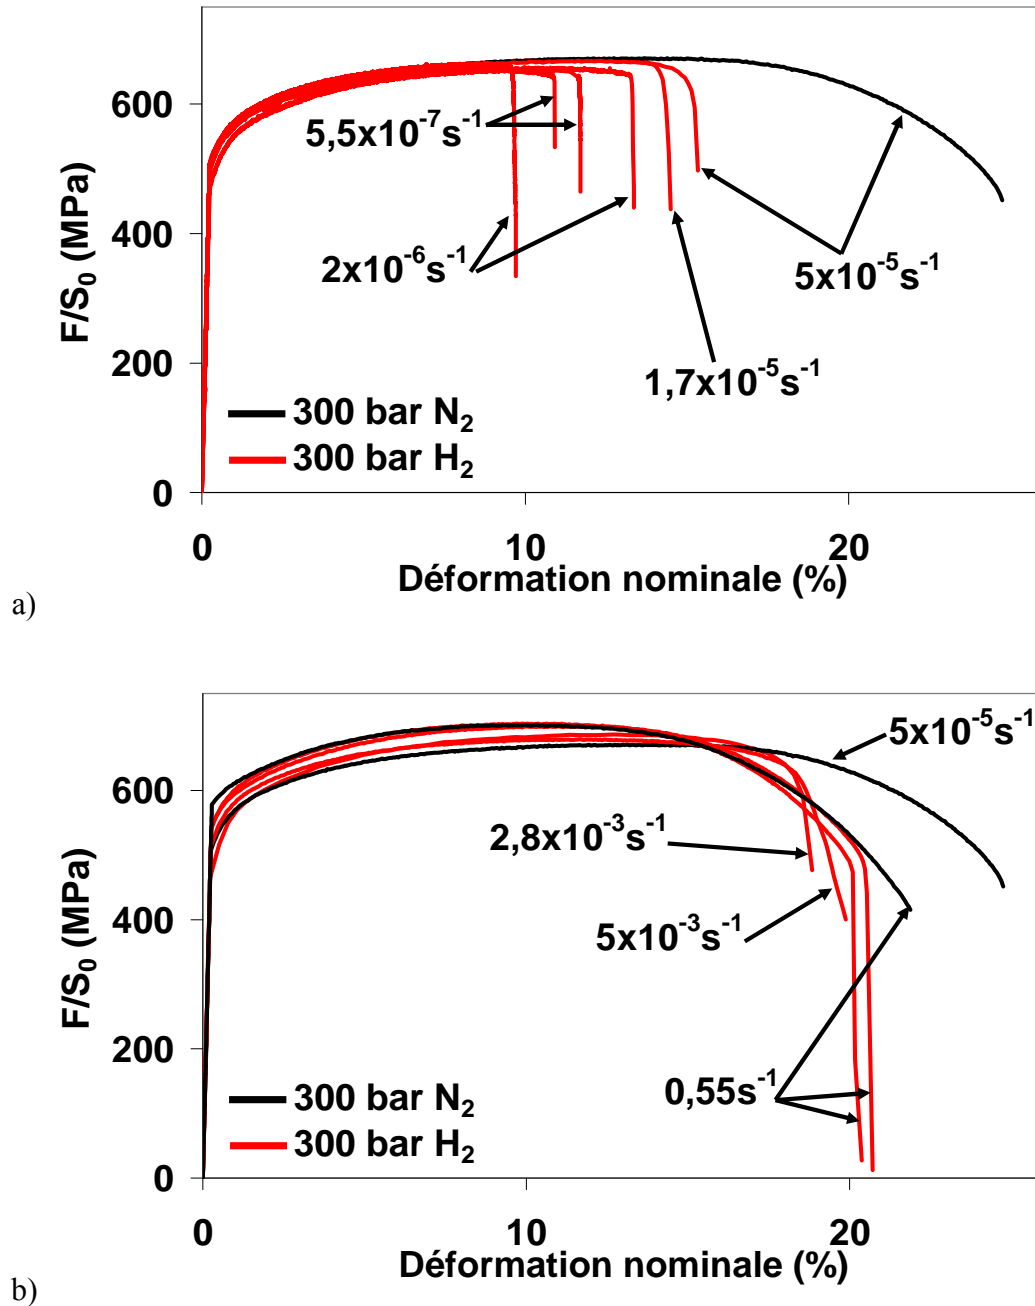 600
5,5x10⁻⁷s⁻¹
400
2x10⁻⁶s⁻¹
5x10⁻⁵s⁻¹
F/S₀ (MPa)
200
1,7x10⁻⁵s⁻¹
300 bar N₂
300 bar H₂
0
0 10 20
Déformation nominale (%)
a)
5x10⁻⁵s⁻¹
600
2,8x10⁻³s⁻¹
400
5x10⁻³s⁻¹
F/S₀ (MPa)
200
0,55s⁻¹
300 bar N₂
300 bar H₂
0
0 10 20
Déformation nominale (%)
b)